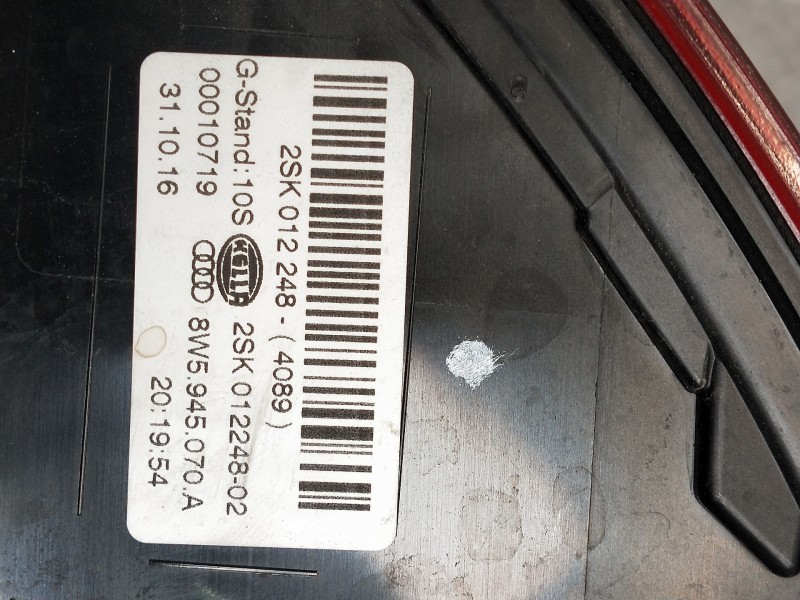 2SK 012 248 - ( 4089 )
G-Stand:10S HELLA 2SK 012248-02
00010719 8W5.945.070.A
31.10.16 20:19:54